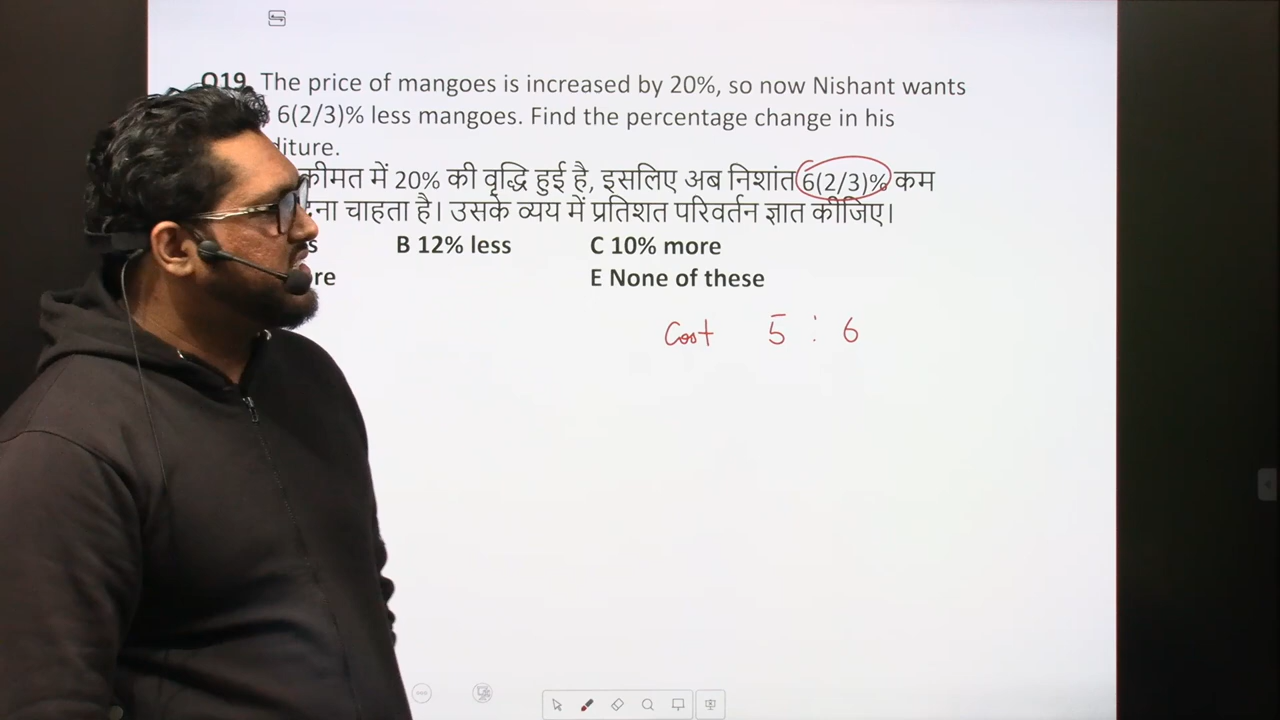 Q19. The price of mangoes is increased by 20%, so now Nishant wants
6(2/3)% less mangoes. Find the percentage change in his
diture.
कीमत में 20% की वृद्धि हुई है, इसलिए अब निशांत 6(2/3)% कम
चाहता है। उसके व्यय में प्रतिशत परिवर्तन ज्ञात कीजिए।
B 12% less C 10% more
re E None of these
Cost 5 : 6